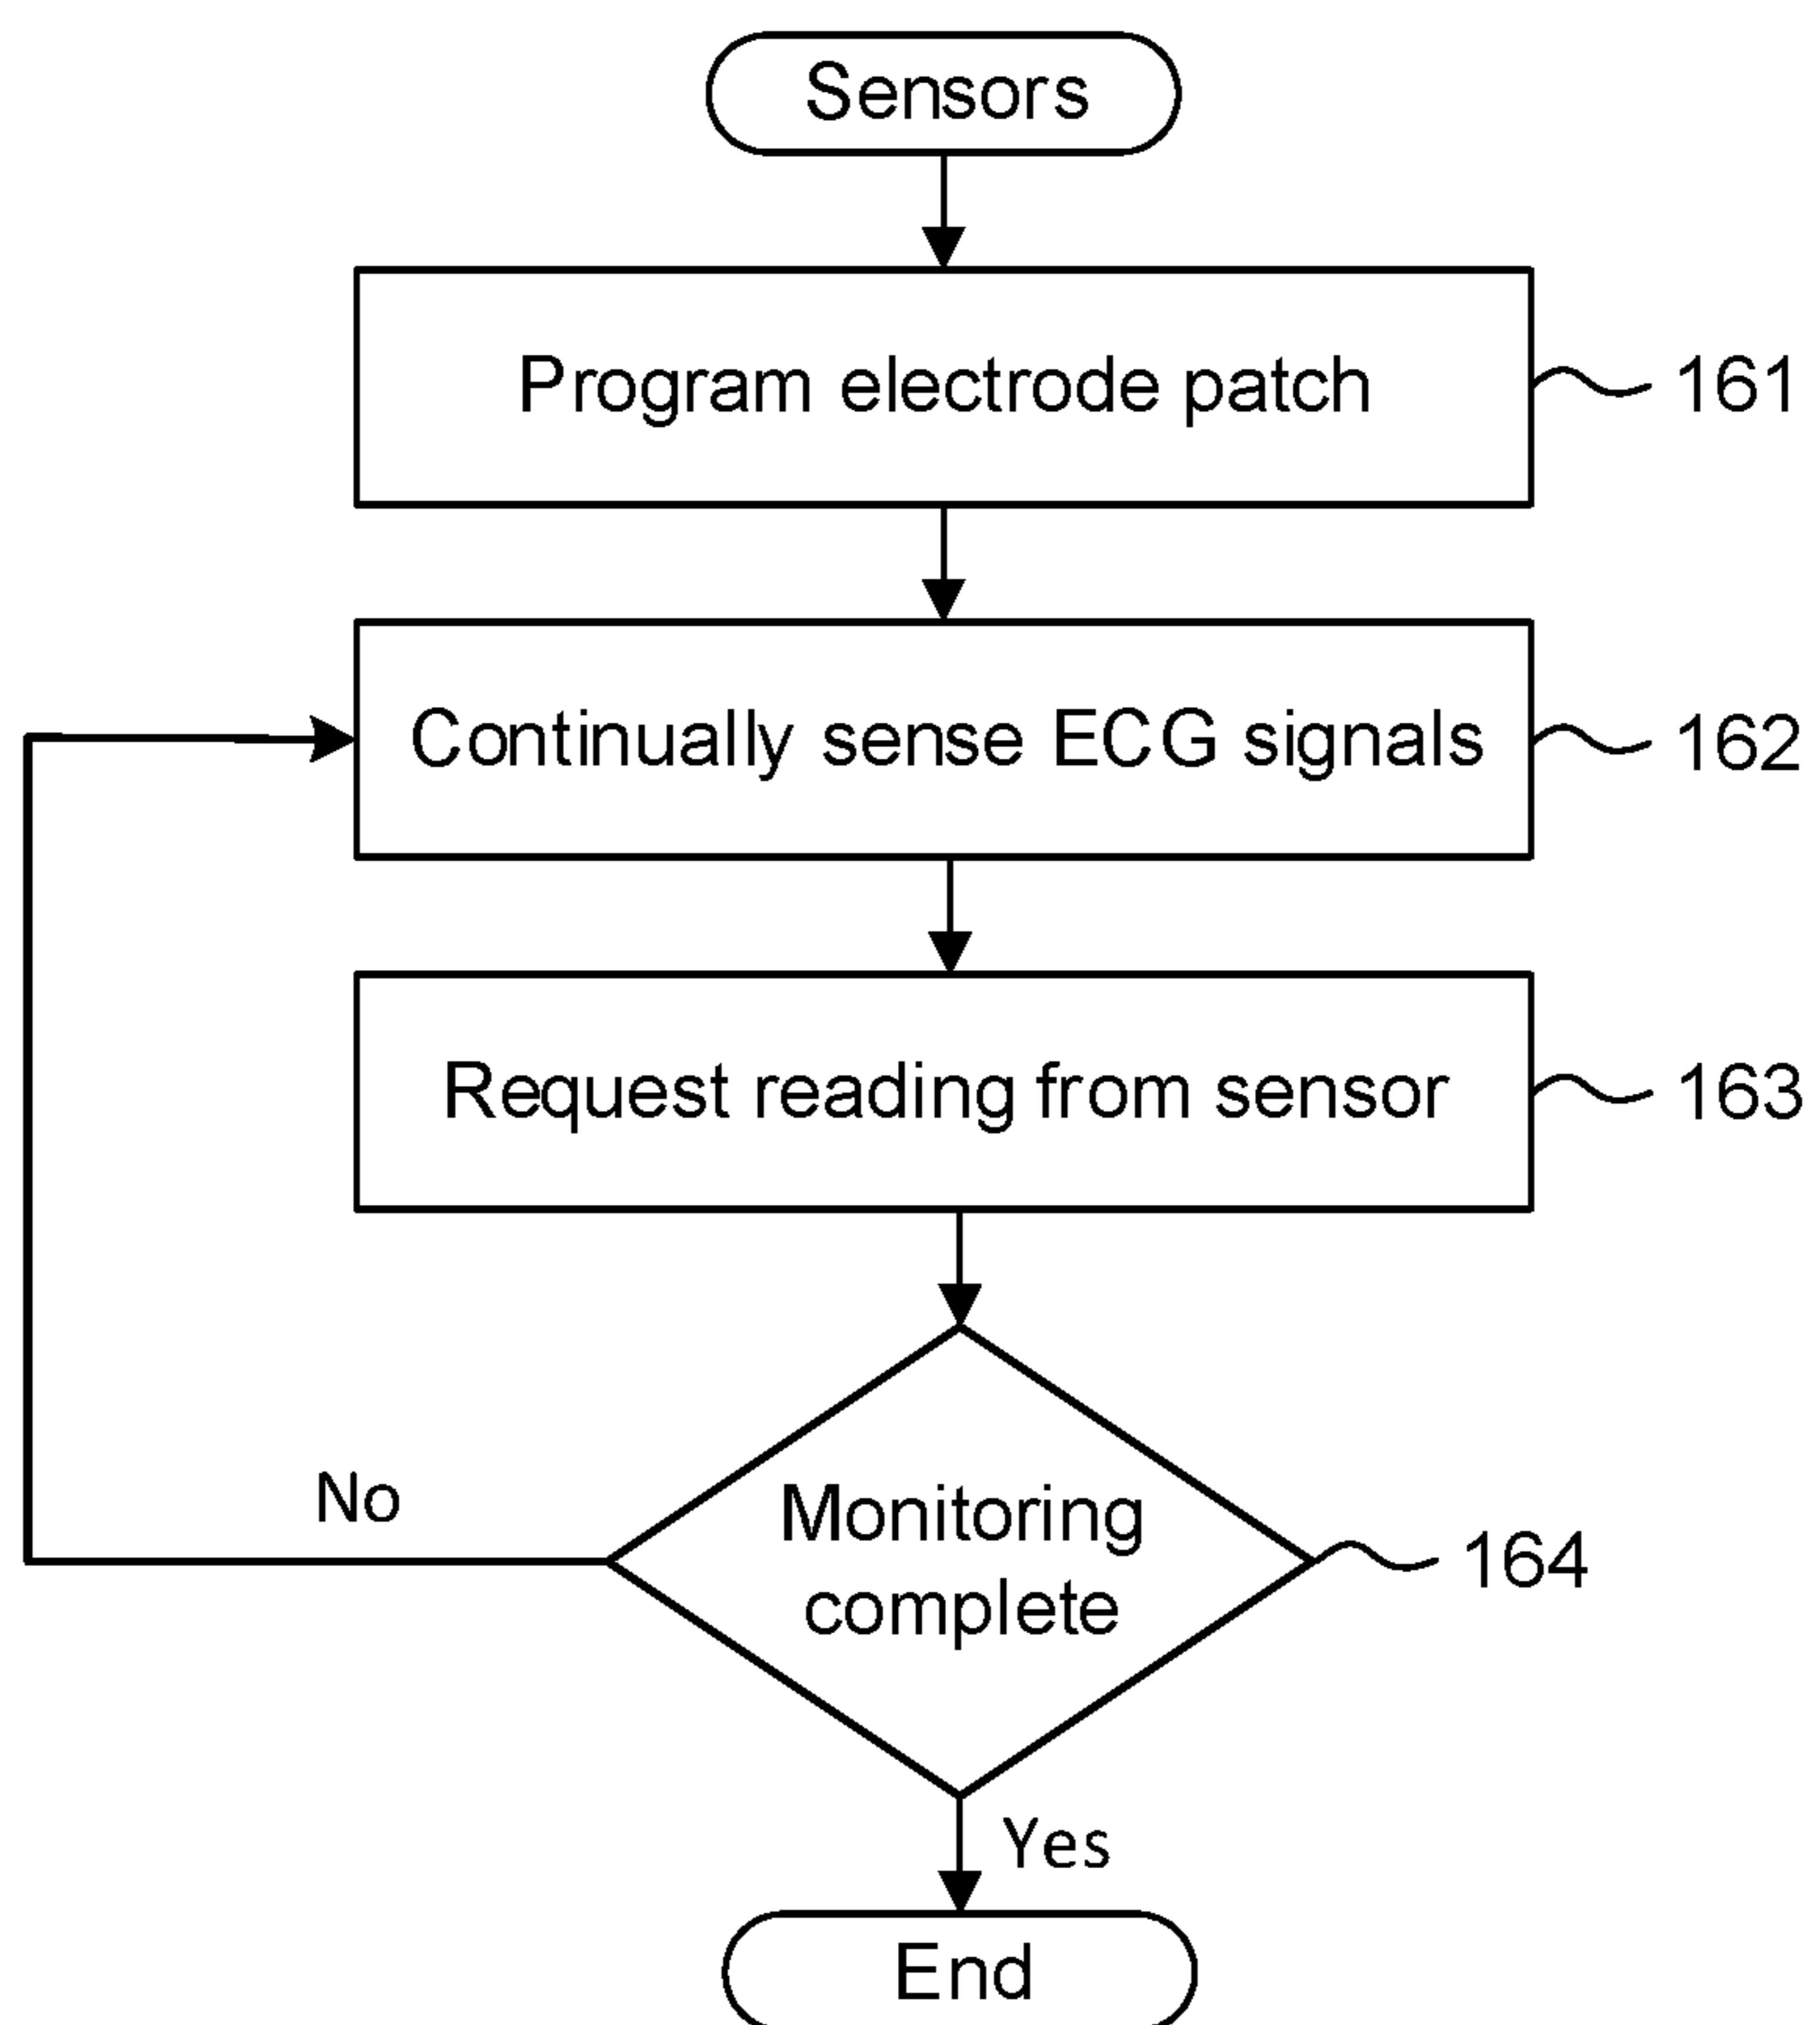 Sensors
Program electrode patch
161
Continually sense ECG signals
162
Request reading from sensor
163
No
Monitoring
complete
164
Yes
End